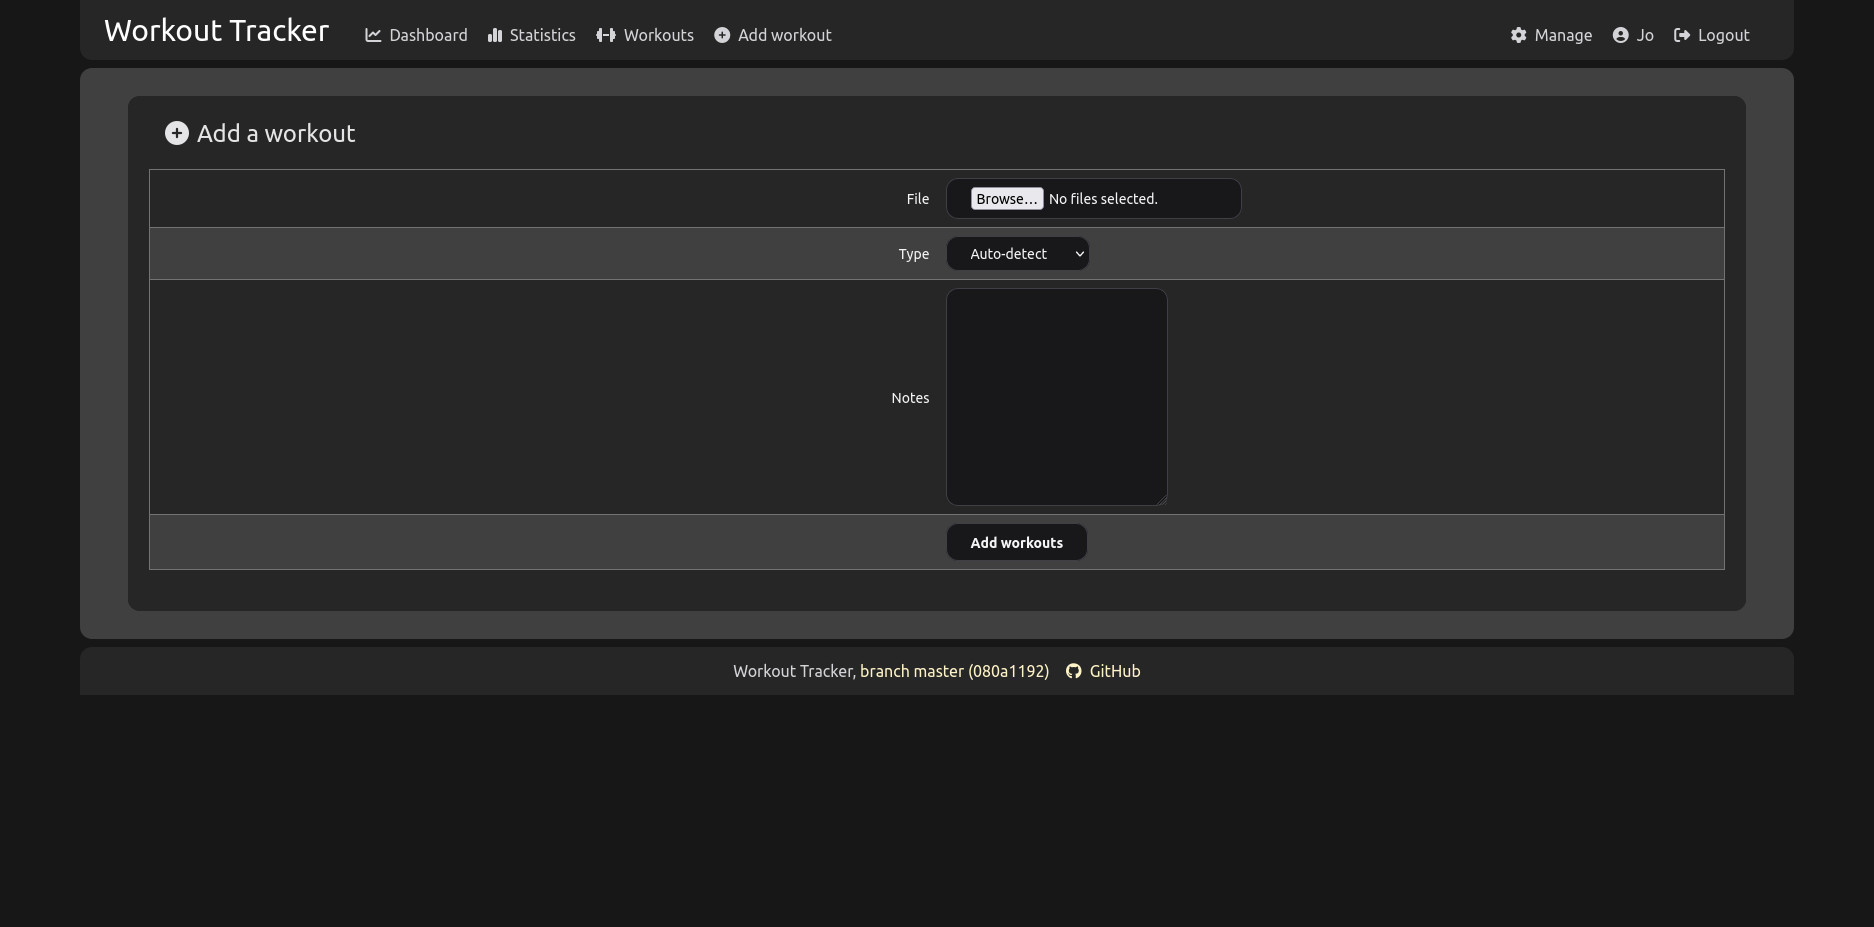 Workout Tracker Dashboard Statistics Workouts Add workout Manage Jo Logout
Add a workout
File Browse… No files selected.
Type Auto-detect
Notes
Add workouts
Workout Tracker, branch master (080a1192) GitHub